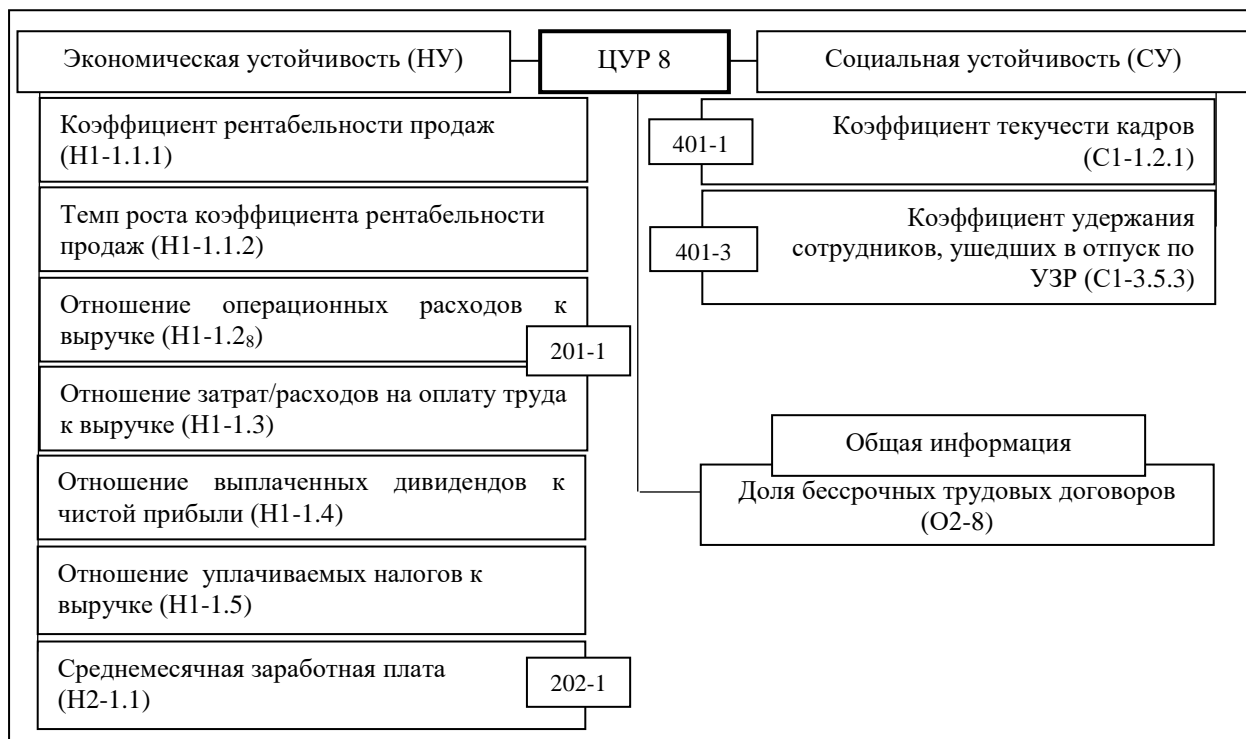 Экономическая устойчивость (НУ)
ЦУР 8
Социальная устойчивость (СУ)
Коэффициент рентабельности продаж
(Н1-1.1.1)
Темп роста коэффициента рентабельности
продаж (Н1-1.1.2)
Отношение операционных расходов к
выручке (Н1-1.2₈)
201-1
Отношение затрат/расходов на оплату труда
к выручке (Н1-1.3)
Отношение выплаченных дивидендов к
чистой прибыли (Н1-1.4)
Отношение уплачиваемых налогов к
выручке (Н1-1.5)
Среднемесячная заработная плата
(Н2-1.1)
202-1
401-1
Коэффициент текучести кадров
(С1-1.2.1)
401-3
Коэффициент удержания
сотрудников, ушедших в отпуск по
УЗР (С1-3.5.3)
Общая информация
Доля бессрочных трудовых договоров
(О2-8)